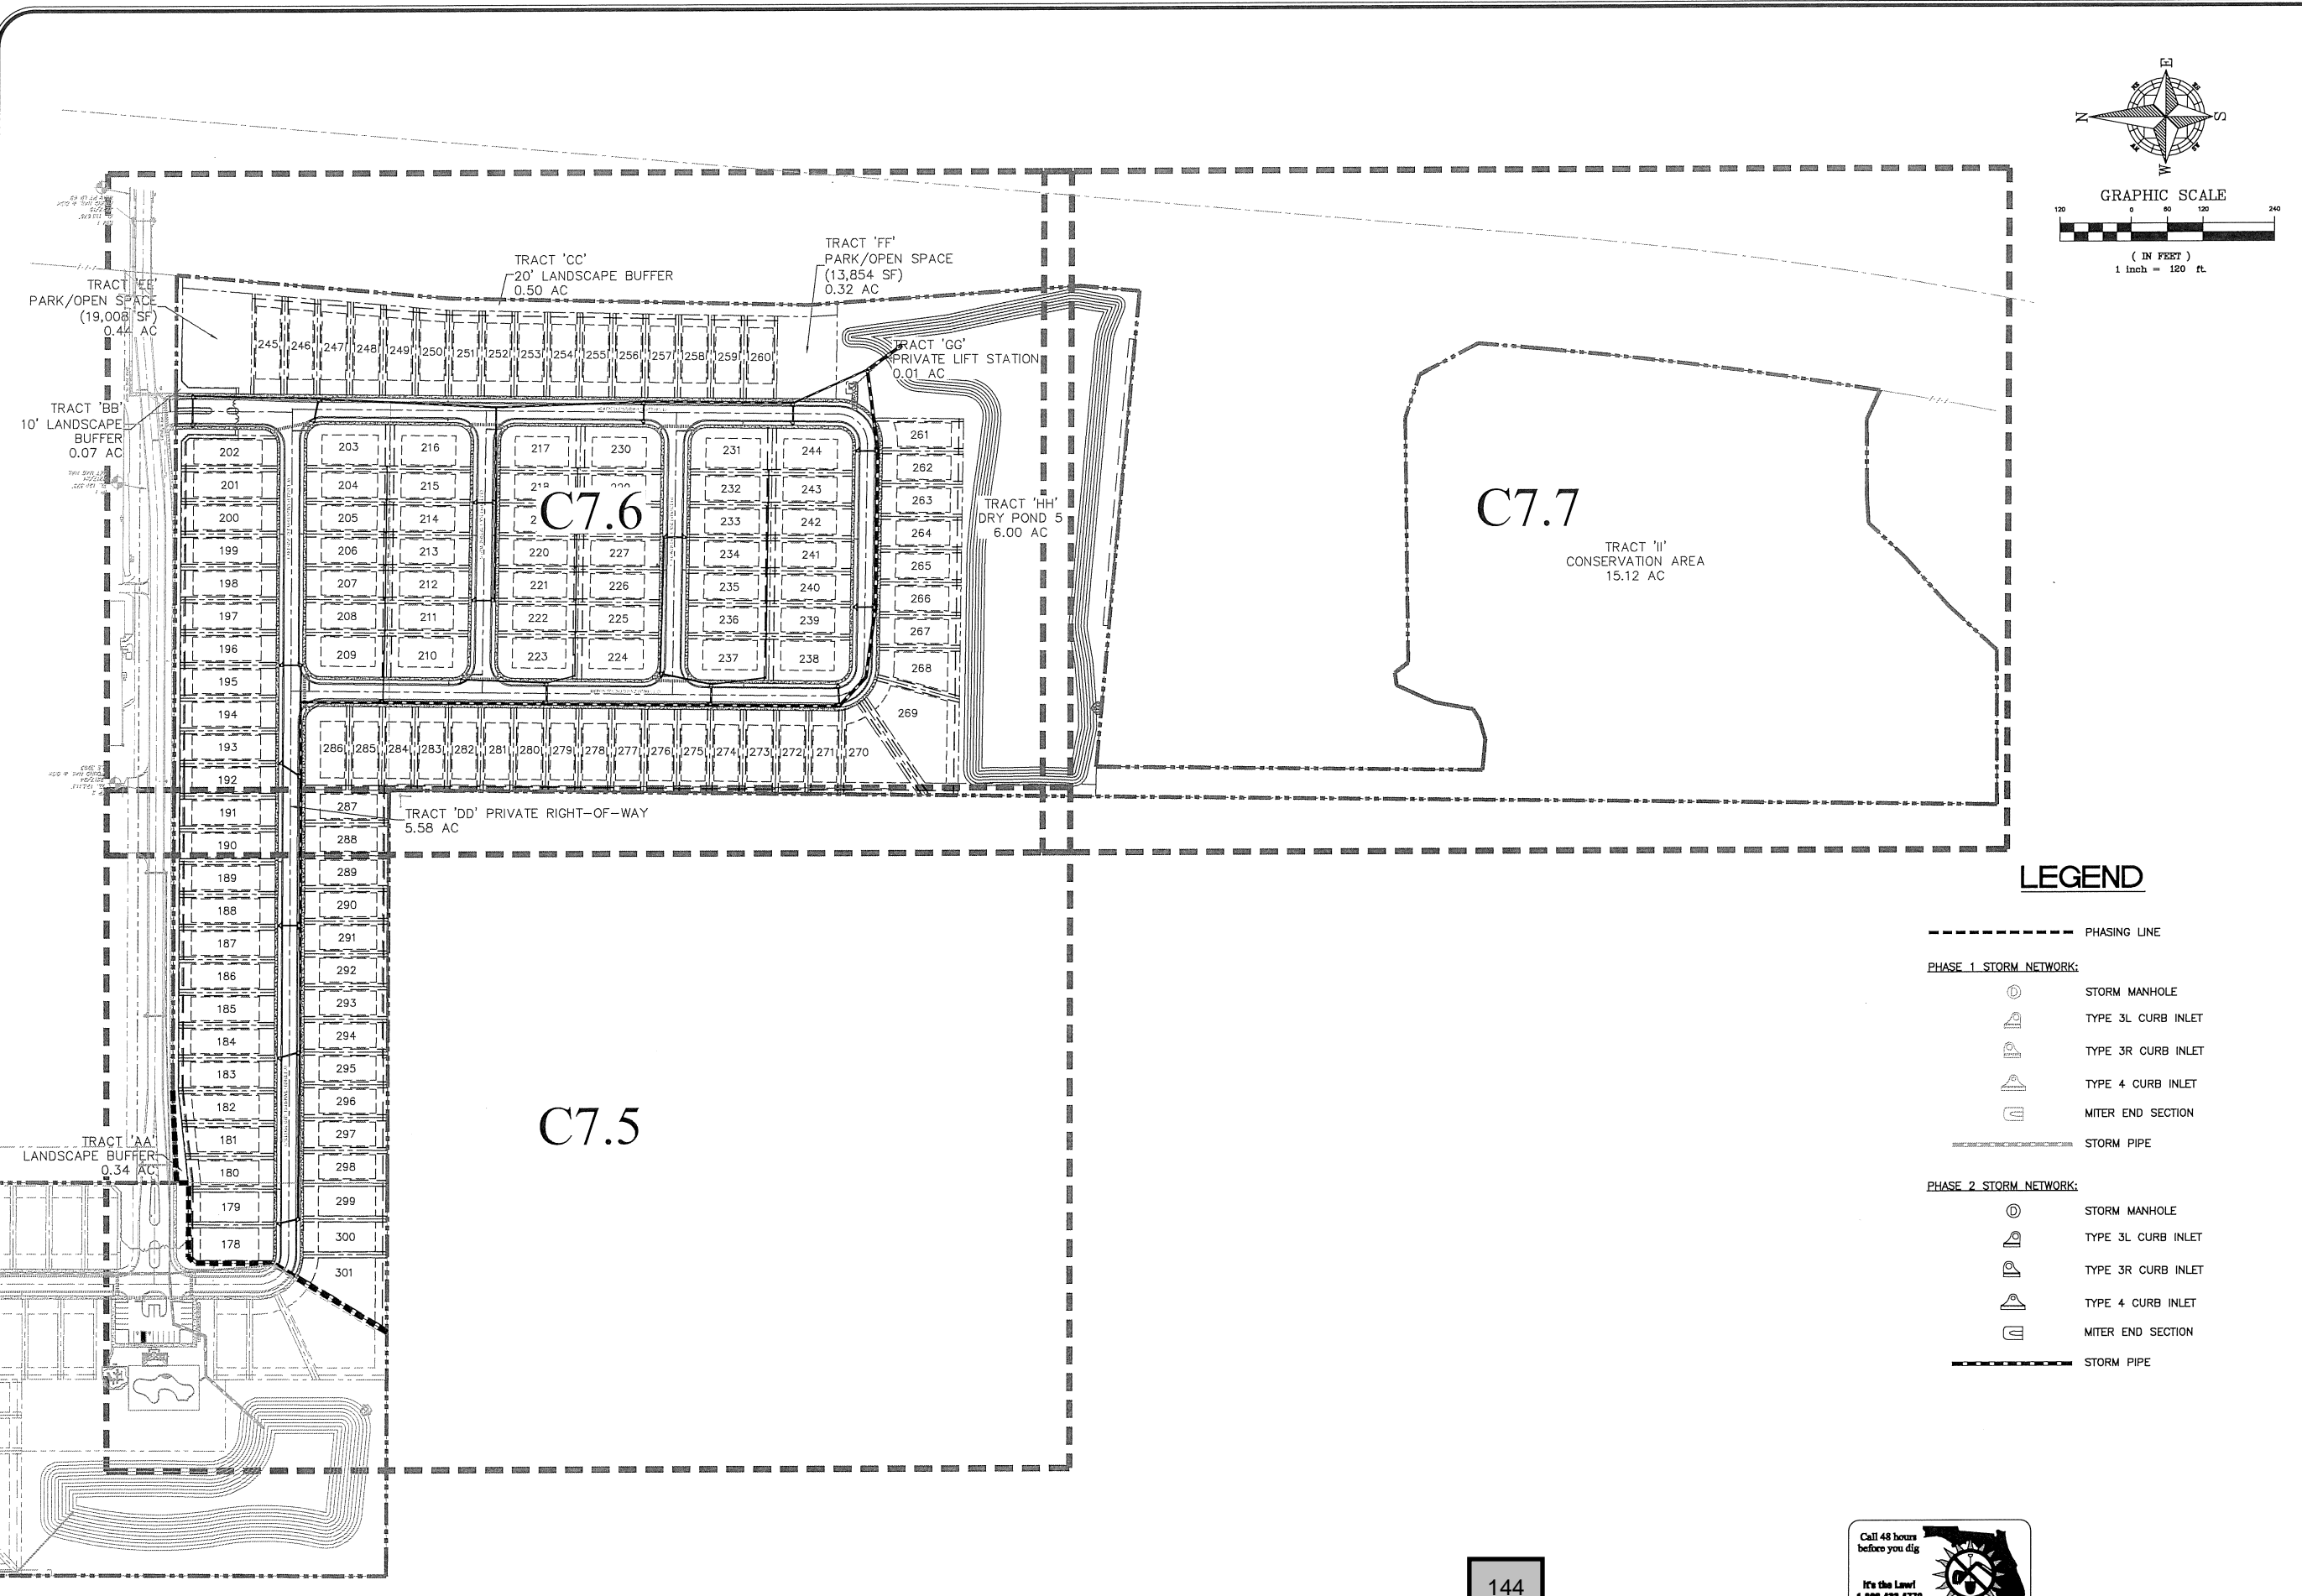 E
N
S
W
GRAPHIC SCALE
120 0 60 120 240
( IN FEET )
1 inch = 120 ft.
TRACT 'EE'
PARK/OPEN SPACE
(19,008 SF)
0.44 AC
TRACT 'CC'
20' LANDSCAPE BUFFER
0.50 AC
TRACT 'FF'
PARK/OPEN SPACE
(13,854 SF)
0.32 AC
TRACT 'GG'
PRIVATE LIFT STATION
0.01 AC
TRACT 'BB'
10' LANDSCAPE
BUFFER
0.07 AC
245 246 247 248 249 250 251 252 253 254 255 256 257 258 259 260
202 203 216 217 230 231 244 261
201 204 215 218 232 243 262
200 205 214 233 242 263
C7.6
199 206 213 220 227 234 241 264
198 207 212 221 226 235 240 265
197 208 211 222 225 236 239 266
196 209 210 223 224 237 238 267
195 268
194 269
TRACT 'HH'
DRY POND 5
6.00 AC
C7.7
TRACT 'II'
CONSERVATION AREA
15.12 AC
193 286 285 284 283 282 281 280 279 278 277 276 275 274 273 272 271 270
192
191 287
TRACT 'DD' PRIVATE RIGHT-OF-WAY
5.58 AC
190 288
189 289
188 290
187 291
186 292
185 293
184 294
183 295
182 296
181 297
180 298
179 299
178 300
301
C7.5
TRACT 'AA'
LANDSCAPE BUFFER
0.34 AC
LEGEND
PHASING LINE
PHASE 1 STORM NETWORK:
D STORM MANHOLE
TYPE 3L CURB INLET
TYPE 3R CURB INLET
TYPE 4 CURB INLET
MITER END SECTION
STORM PIPE
PHASE 2 STORM NETWORK:
D STORM MANHOLE
TYPE 3L CURB INLET
TYPE 3R CURB INLET
TYPE 4 CURB INLET
MITER END SECTION
STORM PIPE
Call 48 hours
before you dig
It's the Law!
144